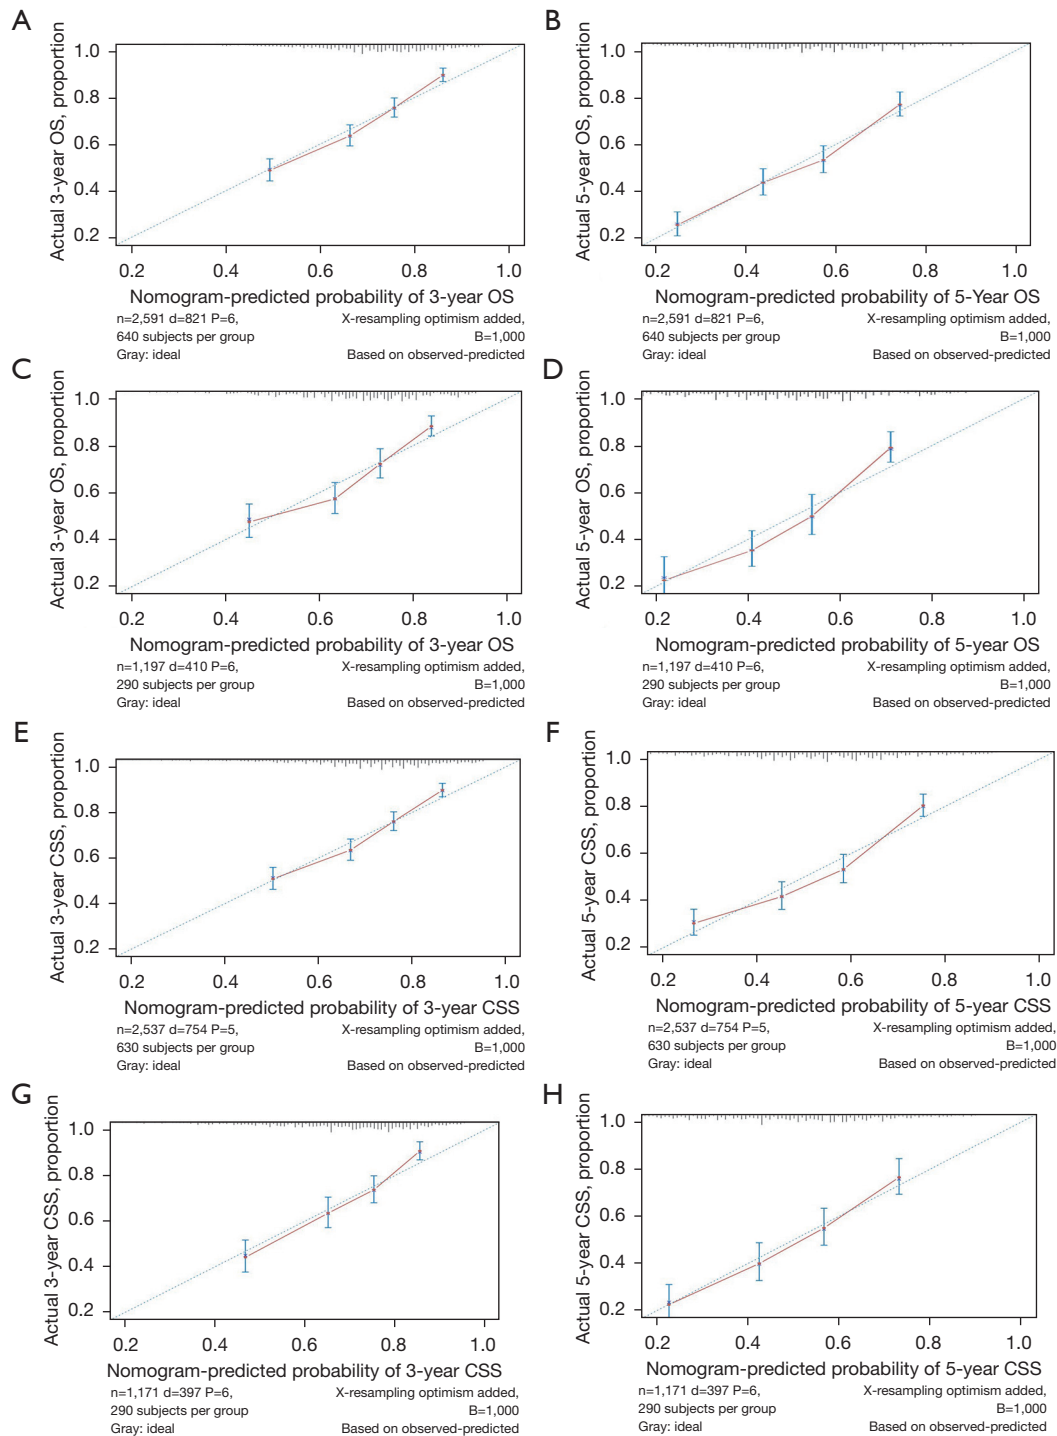 A
Actual 3-year OS, proportion
1.0
0.8
0.6
0.4
0.2
0.2 0.4 0.6 0.8 1.0
Nomogram-predicted probability of 3-year OS
n=2,591 d=821 P=6, X-resampling optimism added,
640 subjects per group B=1,000
Gray: ideal Based on observed-predicted
B
Actual 5-year OS, proportion
1.0
0.8
0.6
0.4
0.2
0.2 0.4 0.6 0.8 1.0
Nomogram-predicted probability of 5-Year OS
n=2,591 d=821 P=6, X-resampling optimism added,
640 subjects per group B=1,000
Gray: ideal Based on observed-predicted
C
Actual 3-year OS, proportion
1.0
0.8
0.6
0.4
0.2
0.2 0.4 0.6 0.8 1.0
Nomogram-predicted probability of 3-year OS
n=1,197 d=410 P=6, X-resampling optimism added,
290 subjects per group B=1,000
Gray: ideal Based on observed-predicted
D
Actual 5-year OS, proportion
1.0
0.8
0.6
0.4
0.2
0.2 0.4 0.6 0.8 1.0
Nomogram-predicted probability of 5-year OS
n=1,197 d=410 P=6, X-resampling optimism added,
290 subjects per group B=1,000
Gray: ideal Based on observed-predicted
E
Actual 3-year CSS, proportion
1.0
0.8
0.6
0.4
0.2
0.2 0.4 0.6 0.8 1.0
Nomogram-predicted probability of 3-year CSS
n=2,537 d=754 P=5, X-resampling optimism added,
630 subjects per group B=1,000
Gray: ideal Based on observed-predicted
F
Actual 5-year CSS, proportion
1.0
0.8
0.6
0.4
0.2
0.2 0.4 0.6 0.8 1.0
Nomogram-predicted probability of 5-year CSS
n=2,537 d=754 P=5, X-resampling optimism added,
630 subjects per group B=1,000
Gray: ideal Based on observed-predicted
G
Actual 3-year CSS, proportion
1.0
0.8
0.6
0.4
0.2
0.2 0.4 0.6 0.8 1.0
Nomogram-predicted probability of 3-year CSS
n=1,171 d=397 P=6, X-resampling optimism added,
290 subjects per group B=1,000
Gray: ideal Based on observed-predicted
H
Actual 5-year CSS, proportion
1.0
0.8
0.6
0.4
0.2
0.2 0.4 0.6 0.8 1.0
Nomogram-predicted probability of 5-year CSS
n=1,171 d=397 P=6, X-resampling optimism added,
290 subjects per group B=1,000
Gray: ideal Based on observed-predicted